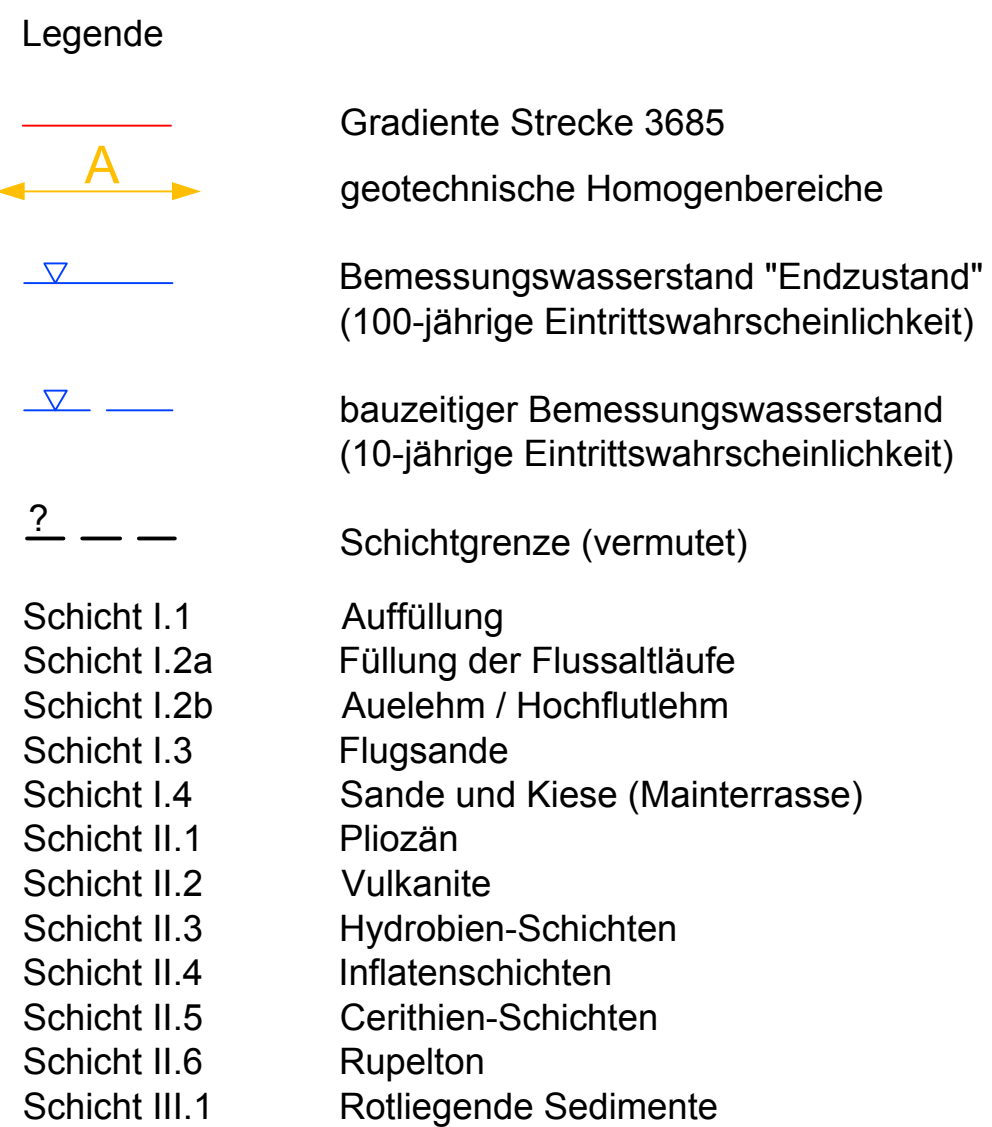 Legende
Gradiente Strecke 3685
A
geotechnische Homogenbereiche
Bemessungswasserstand "Endzustand"
(100-jährige Eintrittswahrscheinlichkeit)
bauzeitiger Bemessungswasserstand
(10-jährige Eintrittswahrscheinlichkeit)
?
Schichtgrenze (vermutet)
Schicht I.1 Auffüllung
Schicht I.2a Füllung der Flussaltläufe
Schicht I.2b Auelehm / Hochflutlehm
Schicht I.3 Flugsande
Schicht I.4 Sande und Kiese (Mainterrasse)
Schicht II.1 Pliozän
Schicht II.2 Vulkanite
Schicht II.3 Hydrobien-Schichten
Schicht II.4 Inflatenschichten
Schicht II.5 Cerithien-Schichten
Schicht II.6 Rupelton
Schicht III.1 Rotliegende Sedimente